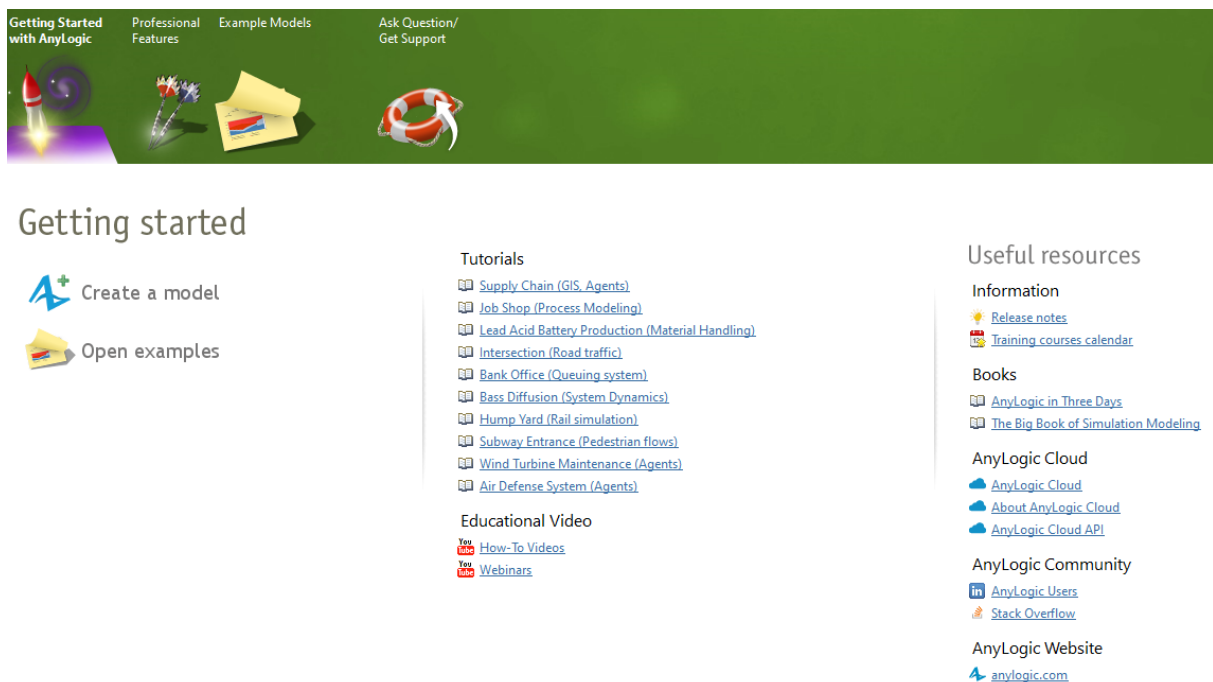 Getting Started
with AnyLogic
Professional
Features
Example Models
Ask Question/
Get Support
Getting started
Create a model
Open examples
Tutorials
Supply Chain (GIS, Agents)
Job Shop (Process Modeling)
Lead Acid Battery Production (Material Handling)
Intersection (Road traffic)
Bank Office (Queuing system)
Bass Diffusion (System Dynamics)
Hump Yard (Rail simulation)
Subway Entrance (Pedestrian flows)
Wind Turbine Maintenance (Agents)
Air Defense System (Agents)
Educational Video
You
Tube How-To Videos
You
Tube Webinars
Useful resources
Information
Release notes
Training courses calendar
Books
AnyLogic in Three Days
The Big Book of Simulation Modeling
AnyLogic Cloud
AnyLogic Cloud
About AnyLogic Cloud
AnyLogic Cloud API
AnyLogic Community
in AnyLogic Users
Stack Overflow
AnyLogic Website
anylogic.com